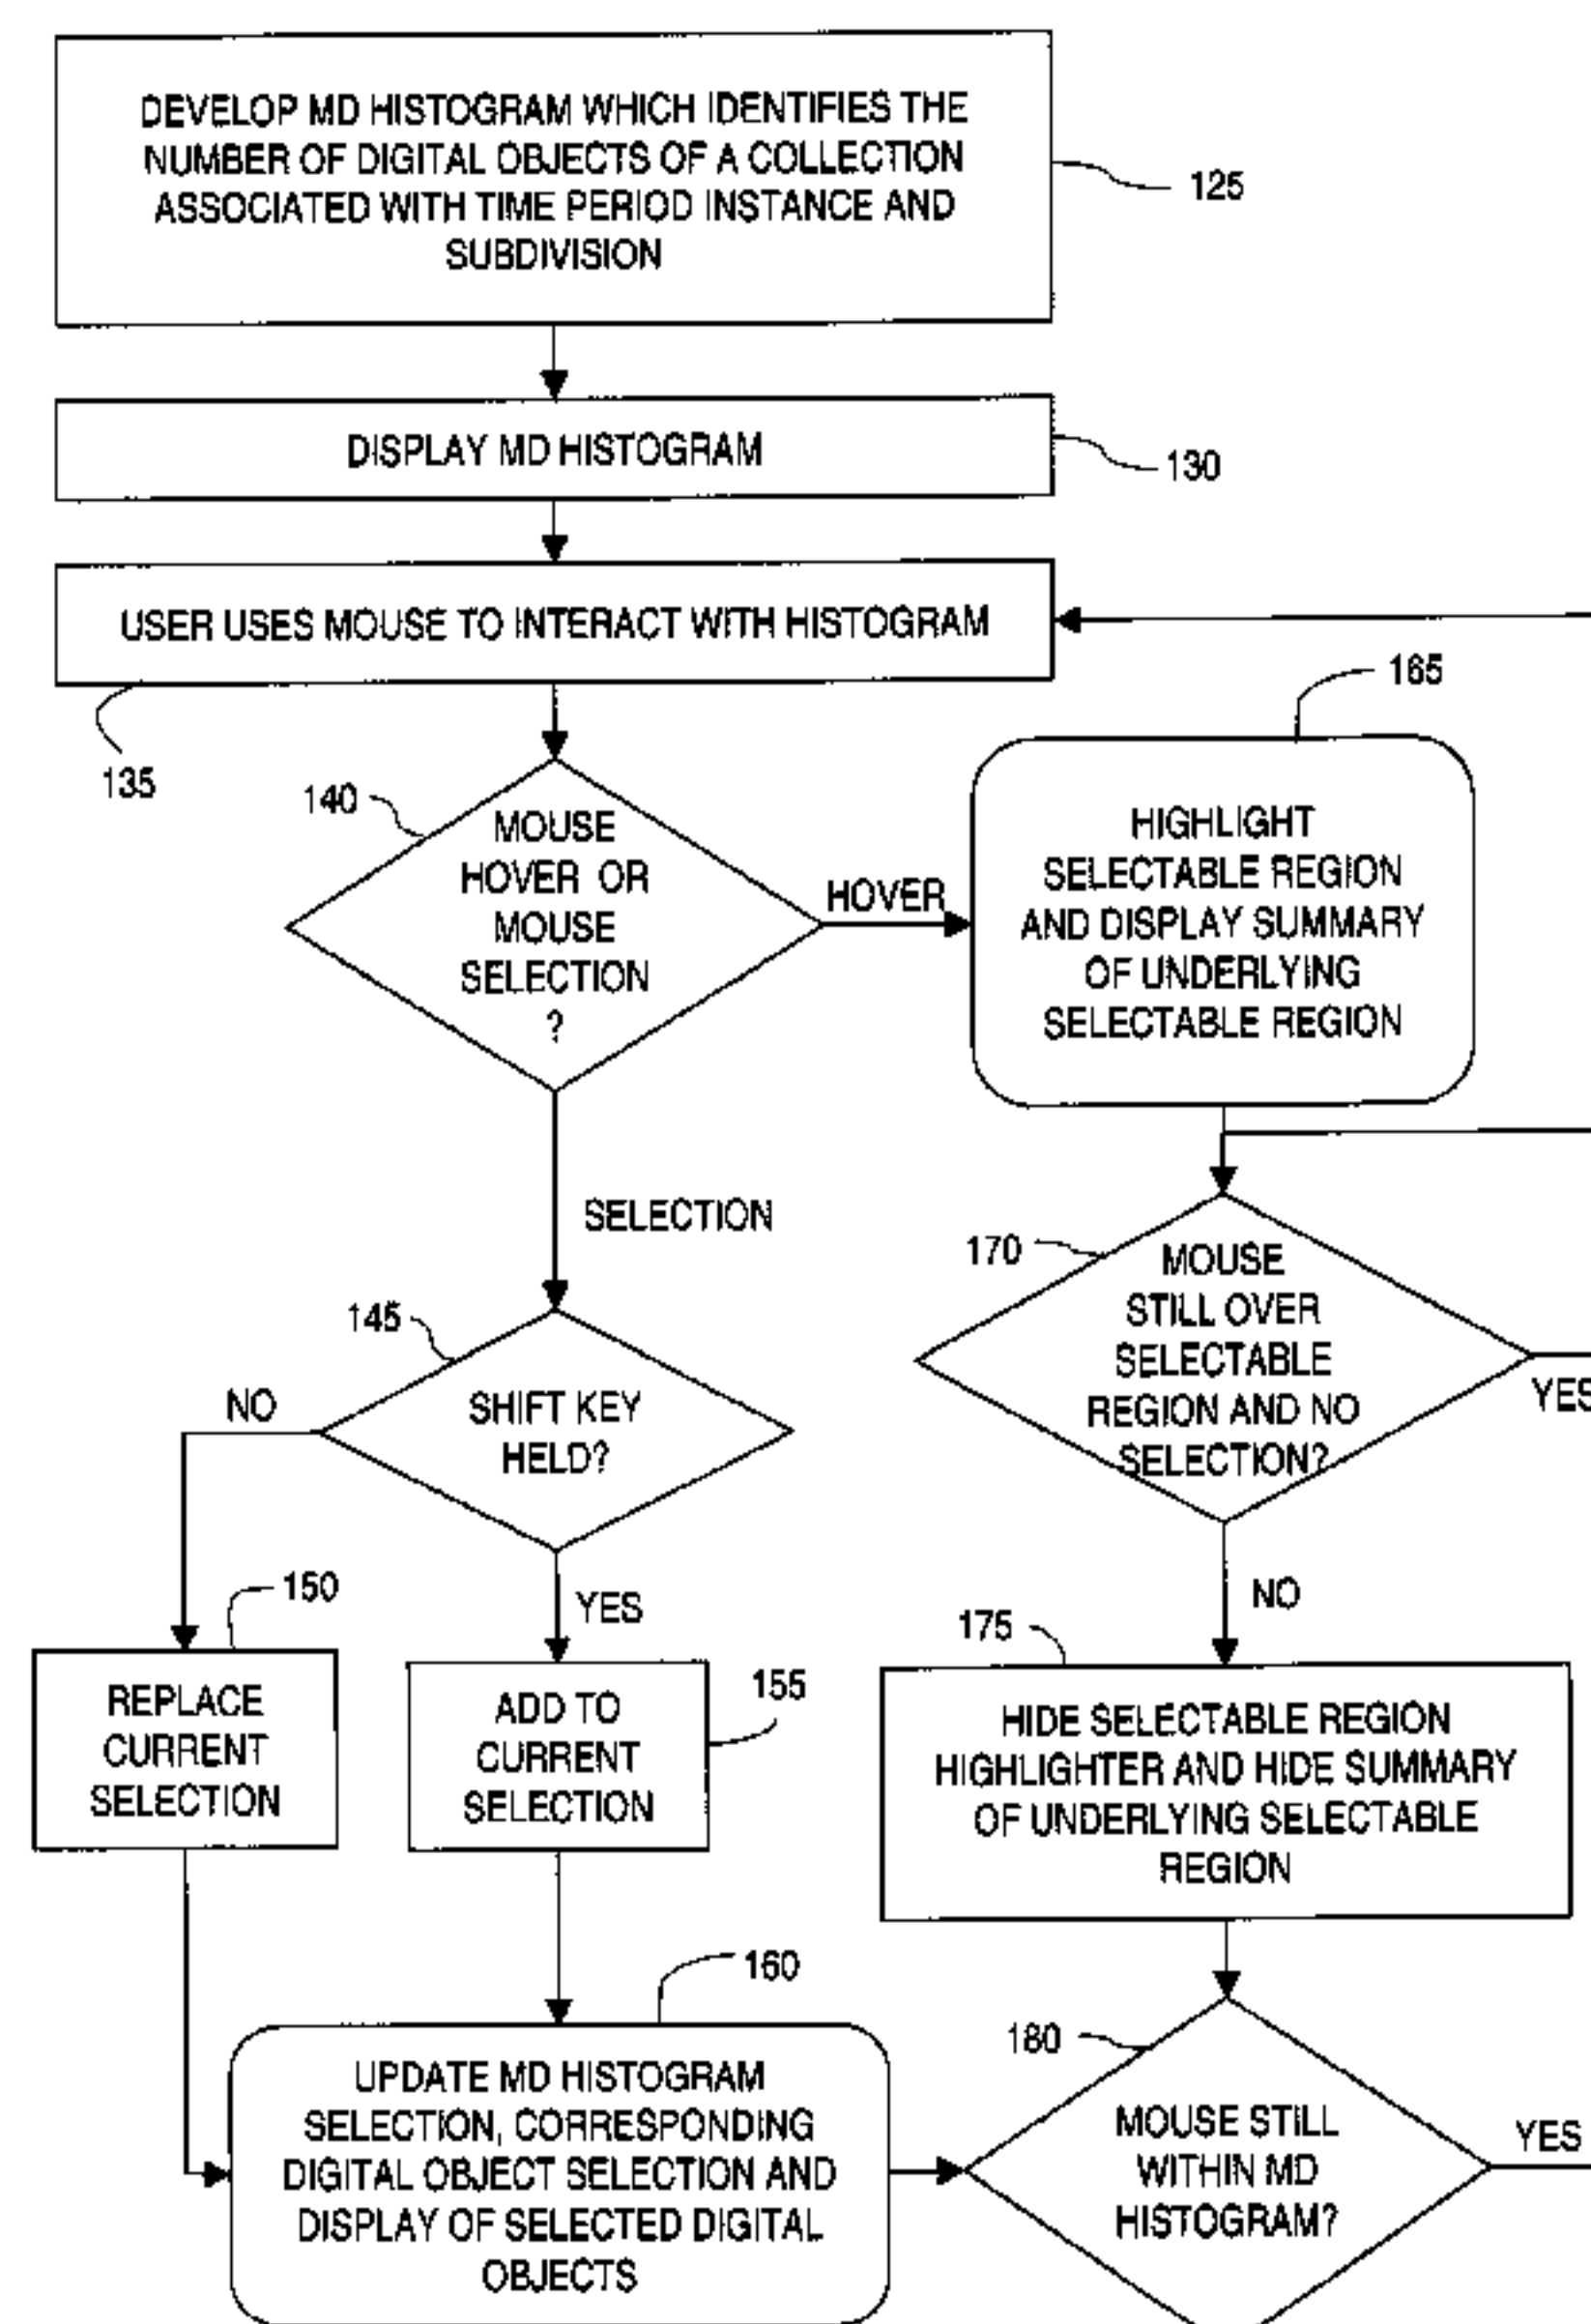 DEVELOP MD HISTOGRAM WHICH IDENTIFIES THE
NUMBER OF DIGITAL OBJECTS OF A COLLECTION
ASSOCIATED WITH TIME PERIOD INSTANCE AND
SUBDIVISION
125
DISPLAY MD HISTOGRAM
130
USER USES MOUSE TO INTERACT WITH HISTOGRAM
135
140
MOUSE
HOVER OR
MOUSE
SELECTION
?
HOVER
165
HIGHLIGHT
SELECTABLE REGION
AND DISPLAY SUMMARY
OF UNDERLYING
SELECTABLE REGION
SELECTION
145
SHIFT KEY
HELD?
NO
YES
170
MOUSE
STILL OVER
SELECTABLE
REGION AND NO
SELECTION?
YES
NO
150
REPLACE
CURRENT
SELECTION
155
ADD TO
CURRENT
SELECTION
175
HIDE SELECTABLE REGION
HIGHLIGHTER AND HIDE SUMMARY
OF UNDERLYING SELECTABLE
REGION
160
UPDATE MD HISTOGRAM
SELECTION, CORRESPONDING
DIGITAL OBJECT SELECTION AND
DISPLAY OF SELECTED DIGITAL
OBJECTS
180
MOUSE STILL
WITHIN MD
HISTOGRAM?
YES